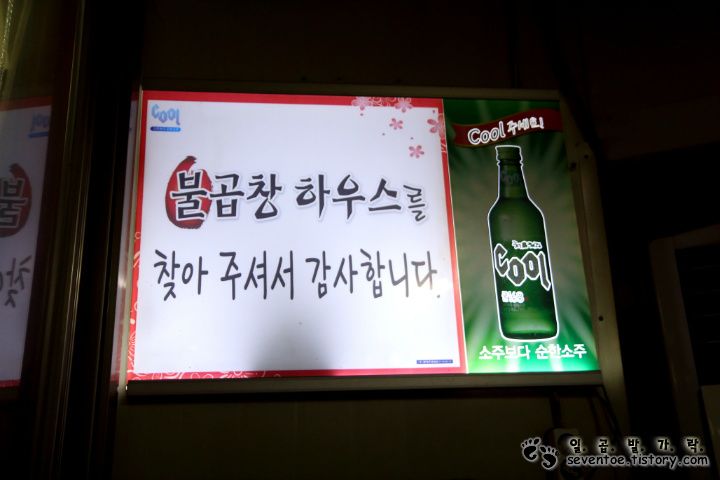 cool
불곱창 하우스를
찾아 주셔서 감사합니다.
Cool 주세요!
cool
소주보다 순한소주
일.곱.발.가.락.
seventoe.tistory.com